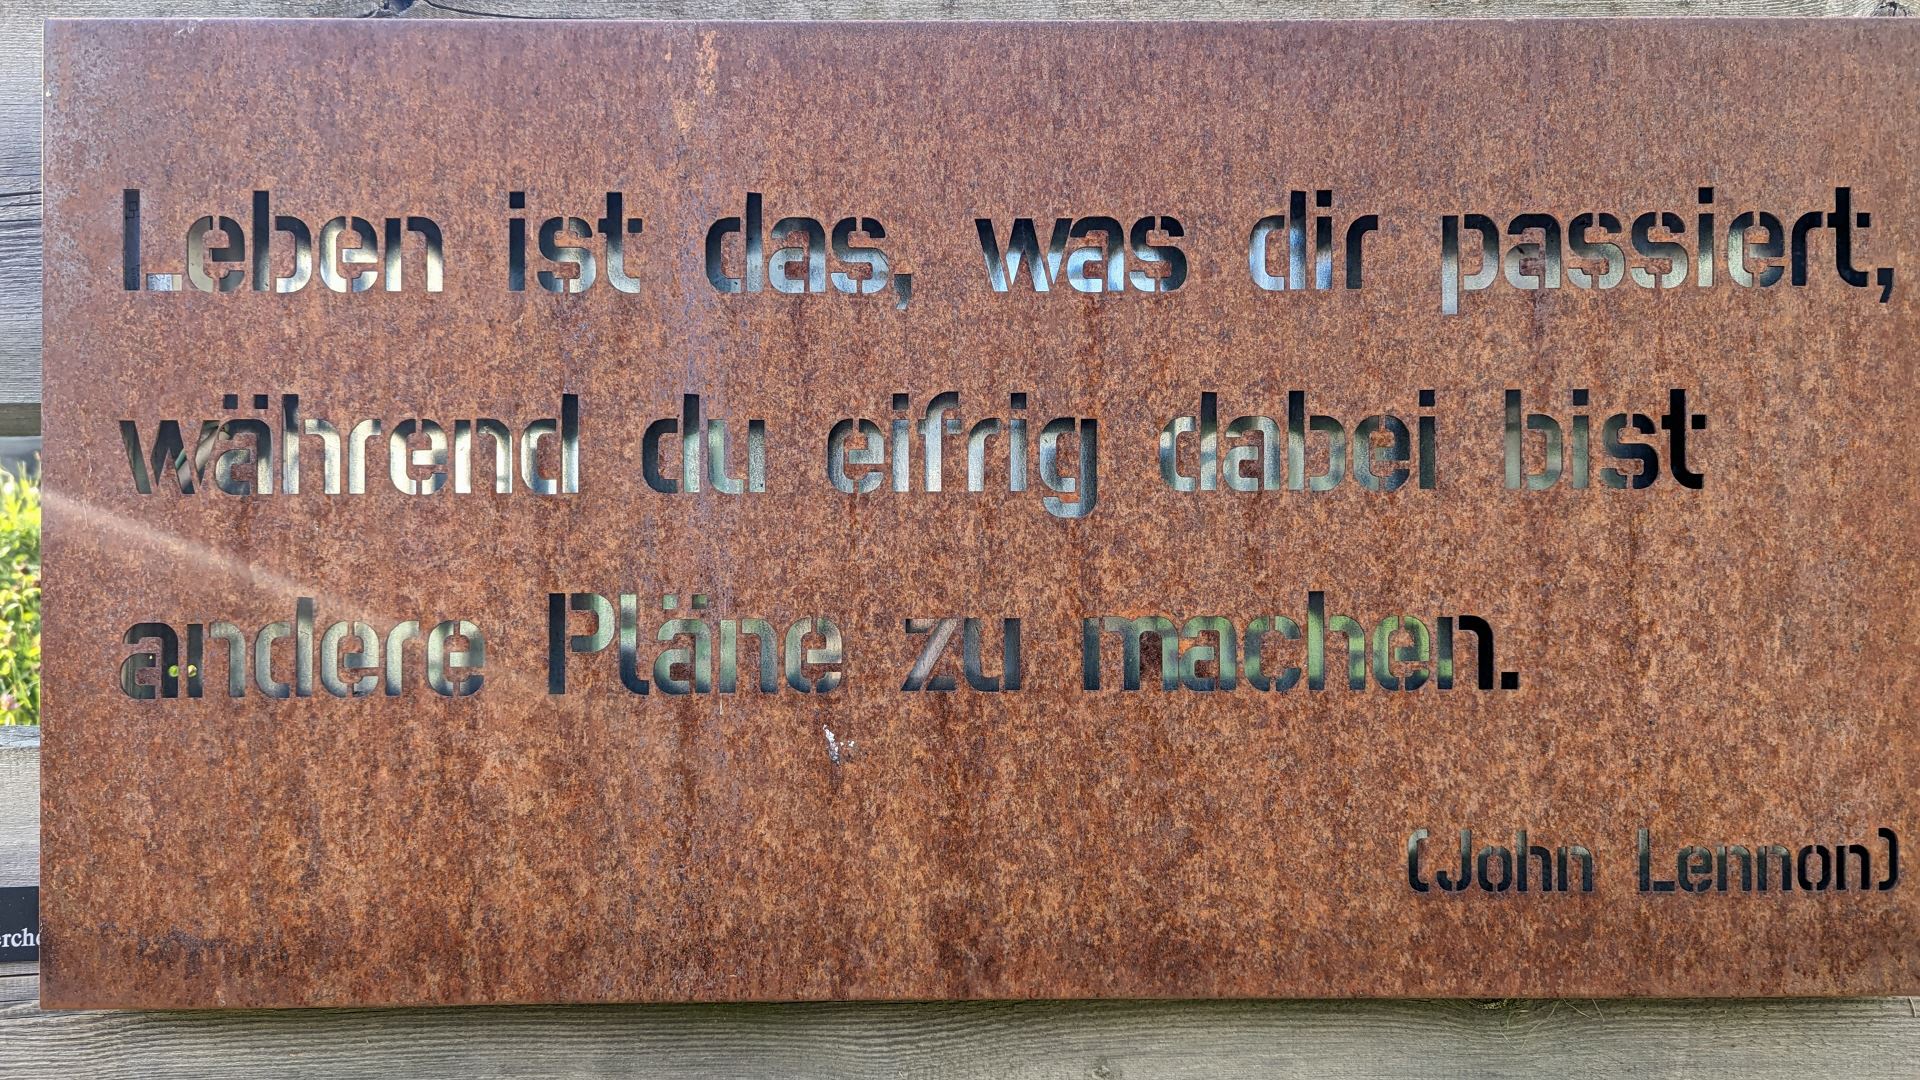 Leben ist das, was dir passiert,
während du eifrig dabei bist
andere Pläne zu machen.
(John Lennon)